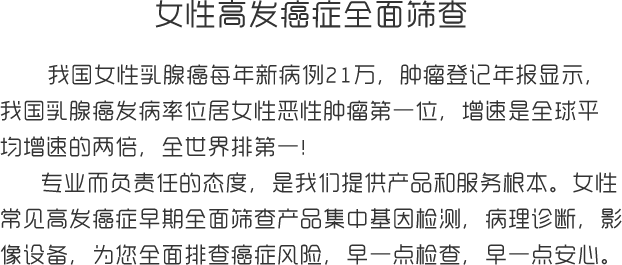 女性高发癌症全面筛查
我国女性乳腺癌每年新病例21万，肿瘤登记年报显示，
我国乳腺癌发病率位居女性恶性肿瘤第一位，增速是全球平
均增速的两倍，全世界排第一！
专业而负责任的态度，是我们提供产品和服务根本。女性
常见高发癌症早期全面筛查产品集中基因检测，病理诊断，影
像设备，为您全面排查癌症风险，早一点检查，早一点安心。